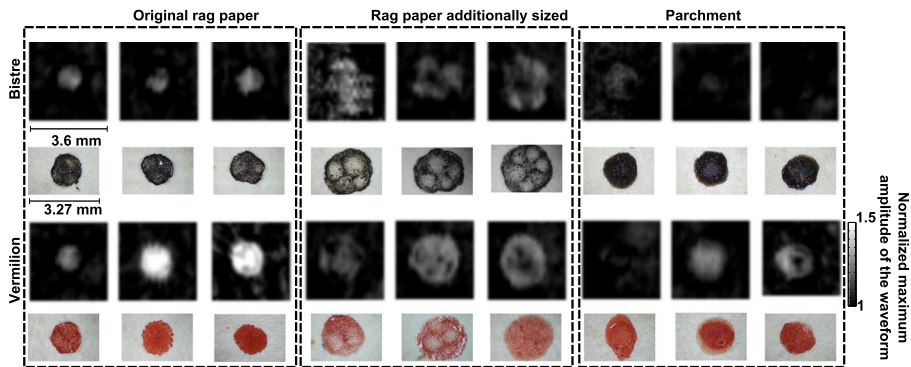 Original rag paper
Rag paper additionally sized
Parchment
Bistre
3.6 mm
3.27 mm
Vermilion
1.5
1
Normalized maximum
amplitude of the waveform